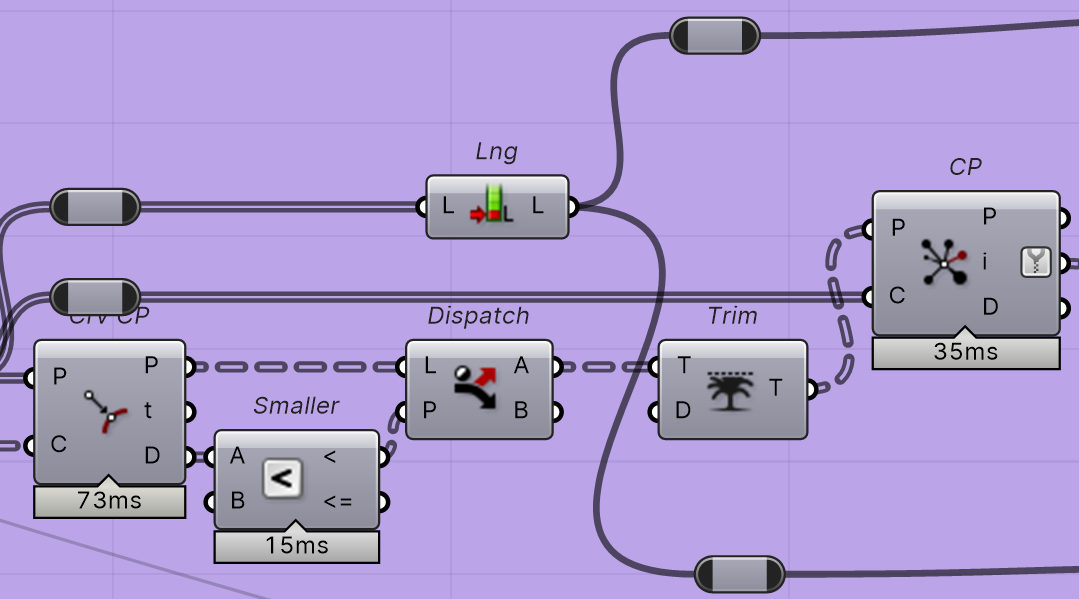 Lng
L L
CP
P P
i
C D
Crv CP
P P
t
C D
73ms
Dispatch
L A
P B
Smaller
A <
<
B <=
15ms
Trim
T
T
D
35ms